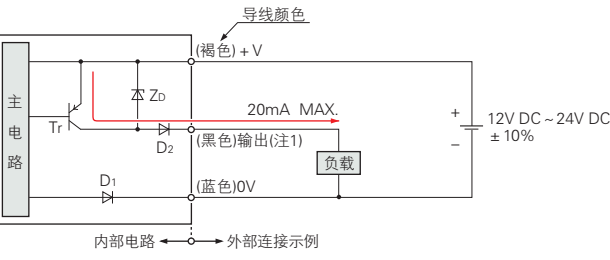 导线颜色
(褐色) + V
主电路
Tr
ZD
20mA MAX.
D2
(黑色)输出(注1)
负载
+
−
12V DC ~ 24V DC
± 10%
D1
(蓝色)0V
内部电路
外部连接示例